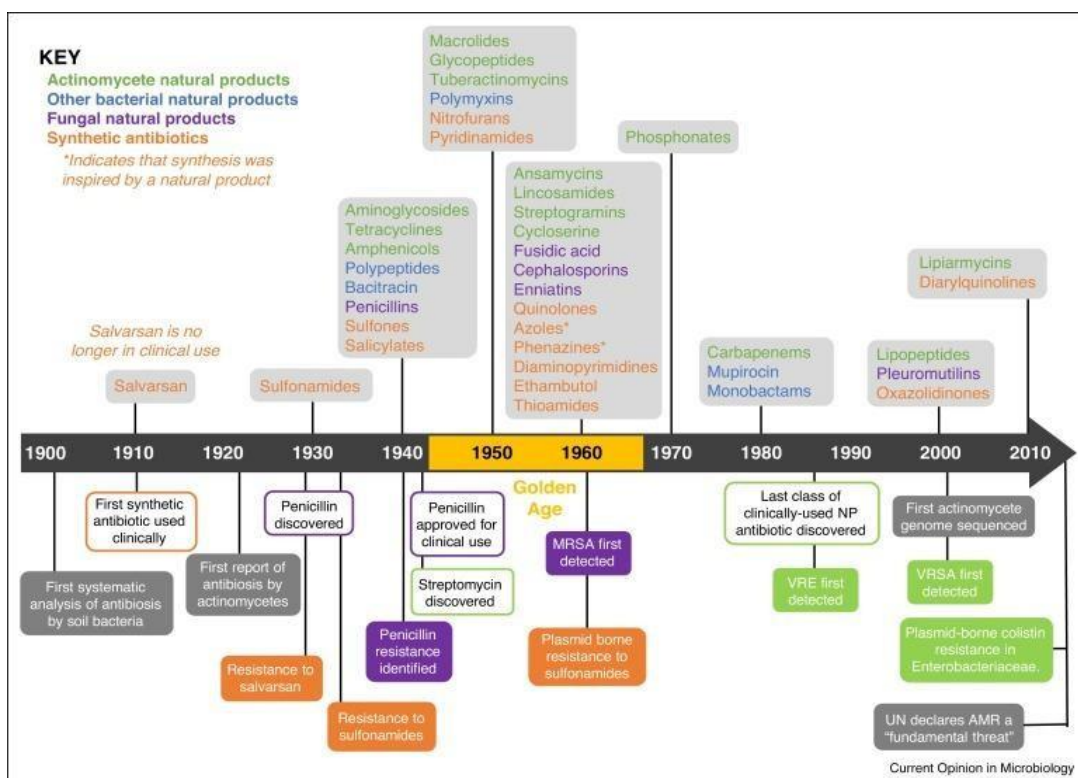 KEY
Actinomycete natural products
Other bacterial natural products
Fungal natural products
Synthetic antibiotics
*Indicates that synthesis was
inspired by a natural product
Salvarsan is no
longer in clinical use
Salvarsan
Sulfonamides
Aminoglycosides
Tetracyclines
Amphenicols
Polypeptides
Bacitracin
Penicillins
Sulfones
Salicylates
Macrolides
Glycopeptides
Tuberactinomycins
Polymyxins
Nitrofurans
Pyridinamides
Ansamycins
Lincosamides
Streptogramins
Cycloserine
Fusidic acid
Cephalosporins
Enniatins
Quinolones
Azoles*
Phenazines*
Diaminopyrimidines
Ethambutol
Thioamides
Phosphonates
Carbapenems
Mupirocin
Monobactams
Lipopeptides
Pleuromutilins
Oxazolidinones
Lipiarmycins
Diarylquinolines
1900 1910 1920 1930 1940 1950 1960 1970 1980 1990 2000 2010
Golden
Age
First systematic
analysis of antibiosis
by soil bacteria
First synthetic
antibiotic used
clinically
First report of
antibiosis by
actinomycetes
Penicillin
discovered
Resistance to
salvarsan
Resistance to
sulfonamides
Penicillin
resistance
identified
Penicillin
approved for
clinical use
Streptomycin
discovered
MRSA first
detected
Plasmid borne
resistance to
sulfonamides
Last class of
clinically-used NP
antibiotic discovered
VRE first
detected
First actinomycete
genome sequenced
VRSA first
detected
Plasmid-borne colistin
resistance in
Enterobacteriaceae.
UN declares AMR a
“fundamental threat”
Current Opinion in Microbiology